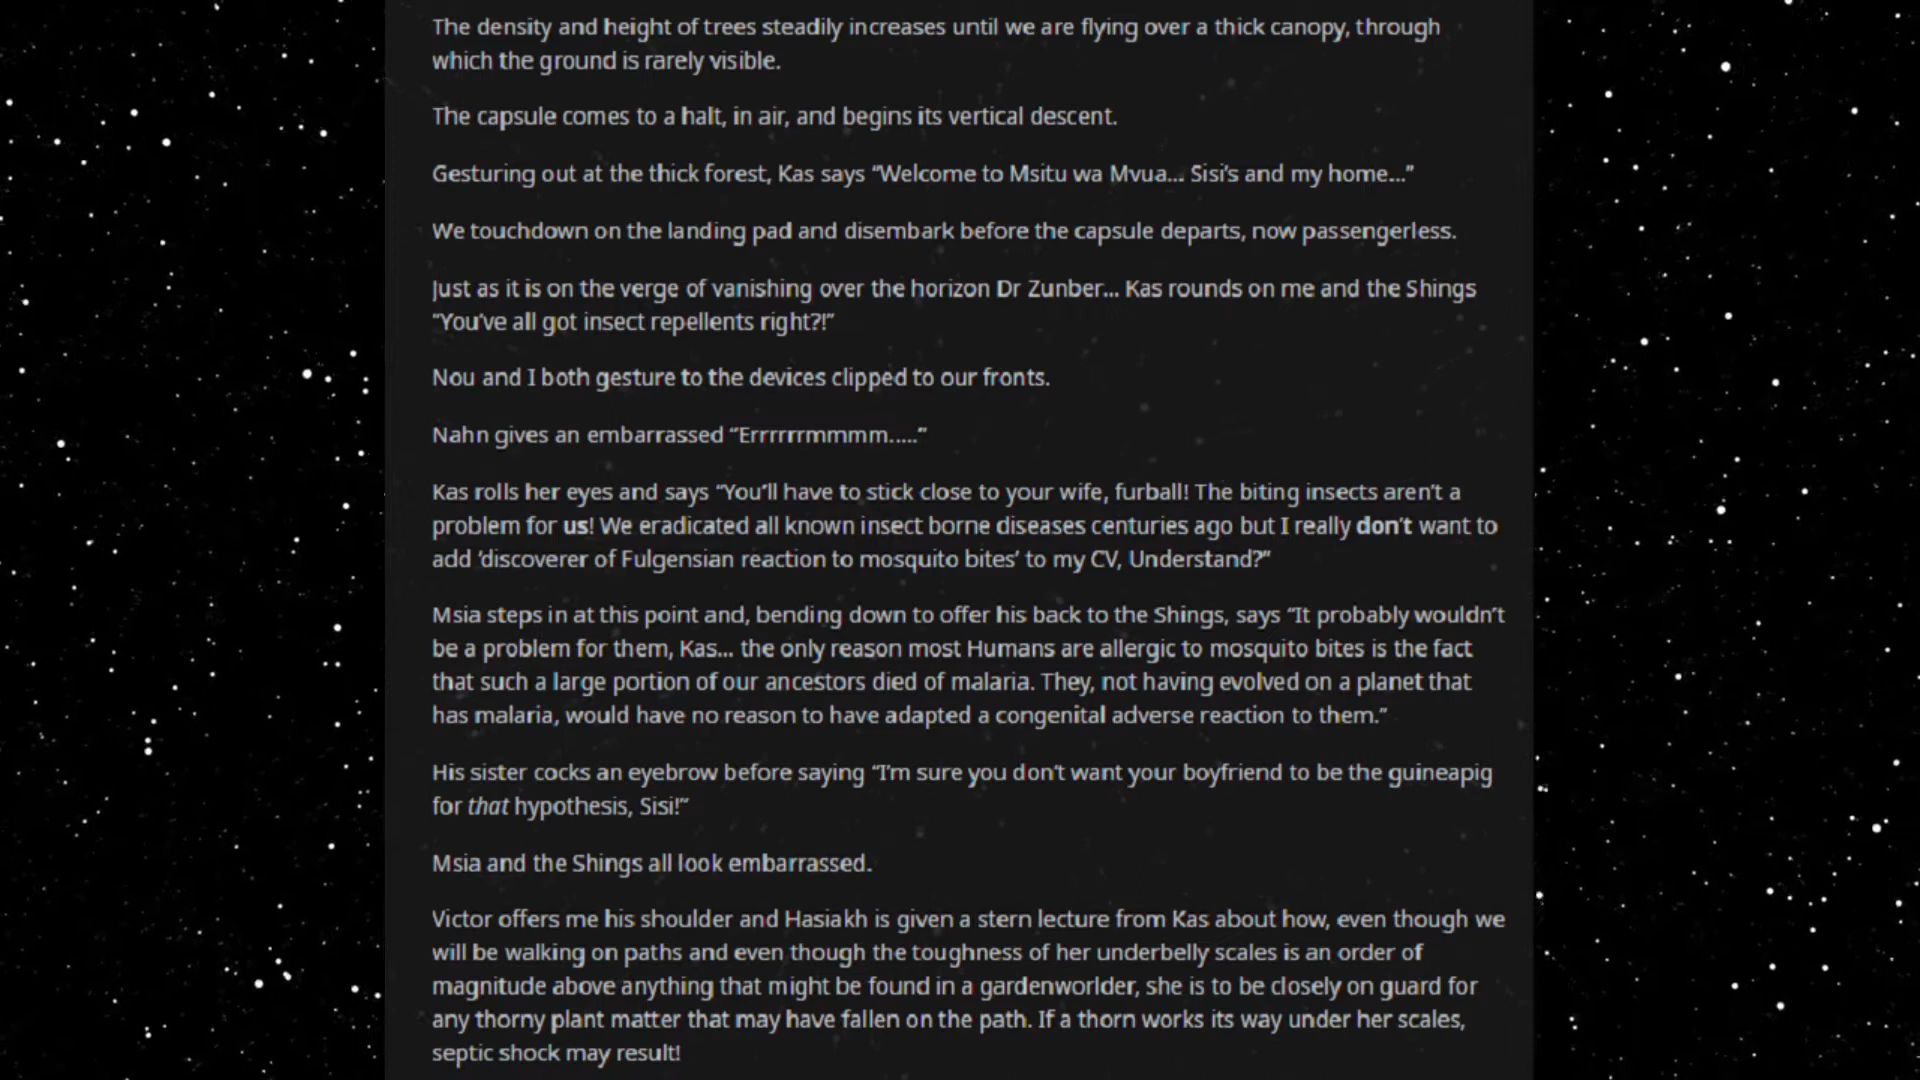 The density and height of trees steadily increases until we are flying over a thick canopy, through
which the ground is rarely visible.
The capsule comes to a halt, in air, and begins its vertical descent.
Gesturing out at the thick forest, Kas says “Welcome to Msitu wa Mvua... Sisi’s and my home...”
We touchdown on the landing pad and disembark before the capsule departs, now passengerless.
Just as it is on the verge of vanishing over the horizon Dr Zunber... Kas rounds on me and the Shings
“You’ve all got insect repellents right?!”
Nou and I both gesture to the devices clipped to our fronts.
Nahn gives an embarrassed “Errrrrrmmmm.....”
Kas rolls her eyes and says “You’ll have to stick close to your wife, furball! The biting insects aren’t a
problem for us! We eradicated all known insect borne diseases centuries ago but I really don’t want to
add ‘discoverer of Fulgensian reaction to mosquito bites’ to my CV, Understand?”
Msia steps in at this point and, bending down to offer his back to the Shings, says “It probably wouldn’t
be a problem for them, Kas... the only reason most Humans are allergic to mosquito bites is the fact
that such a large portion of our ancestors died of malaria. They, not having evolved on a planet that
has malaria, would have no reason to have adapted a congenital adverse reaction to them.”
His sister cocks an eyebrow before saying “I’m sure you don’t want your boyfriend to be the guineapig
for that hypothesis, Sisi!”
Msia and the Shings all look embarrassed.
Victor offers me his shoulder and Hasiakh is given a stern lecture from Kas about how, even though we
will be walking on paths and even though the toughness of her underbelly scales is an order of
magnitude above anything that might be found in a gardenworlder, she is to be closely on guard for
any thorny plant matter that may have fallen on the path. If a thorn works its way under her scales,
septic shock may result!